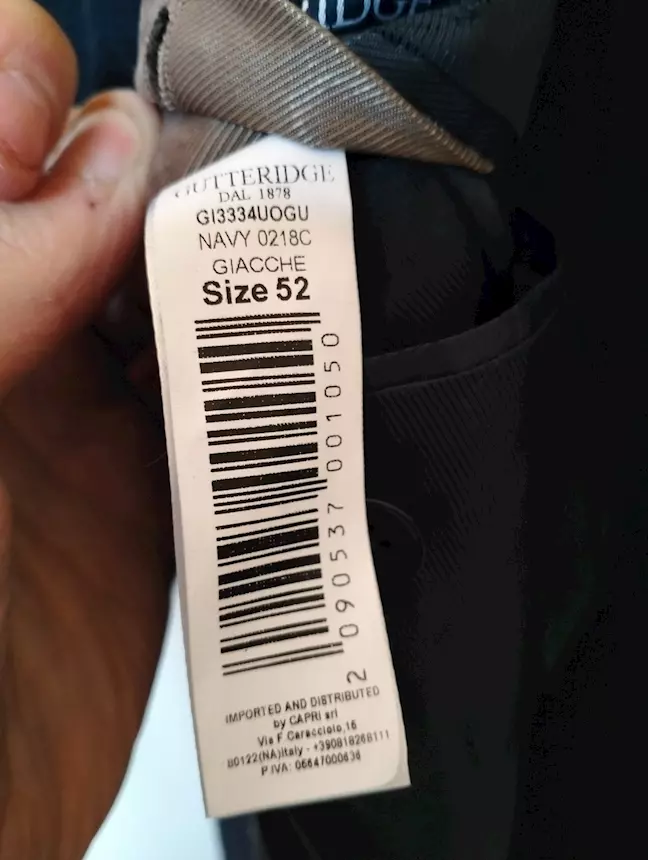 GUTTERIDGE
DAL 1878
GI3334UOGU
NAVY 0218C
GIACCHE
Size 52
2 090537 001050
IMPORTED AND DISTRIBUTED
by CAPRI srl
Via F.Caracciolo,16
80122(NA)Italy - +390818268111
P.IVA: 06647000636